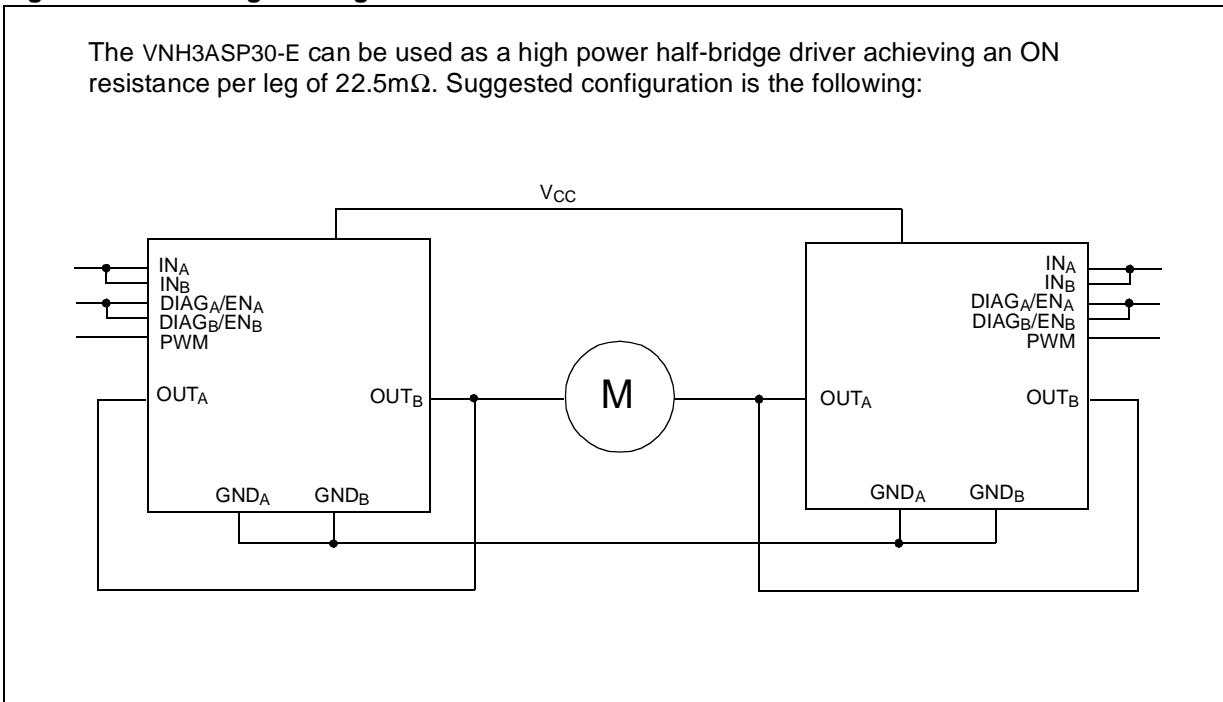 The VNH3ASP30-E can be used as a high power half-bridge driver achieving an ON
resistance per leg of 22.5mΩ. Suggested configuration is the following:
VCC
INA
INB
DIAGA/ENA
DIAGB/ENB
PWM
OUTA
OUTB
GNDA GNDB
M
INA
INB
DIAGA/ENA
DIAGB/ENB
PWM
OUTA
OUTB
GNDA GNDB